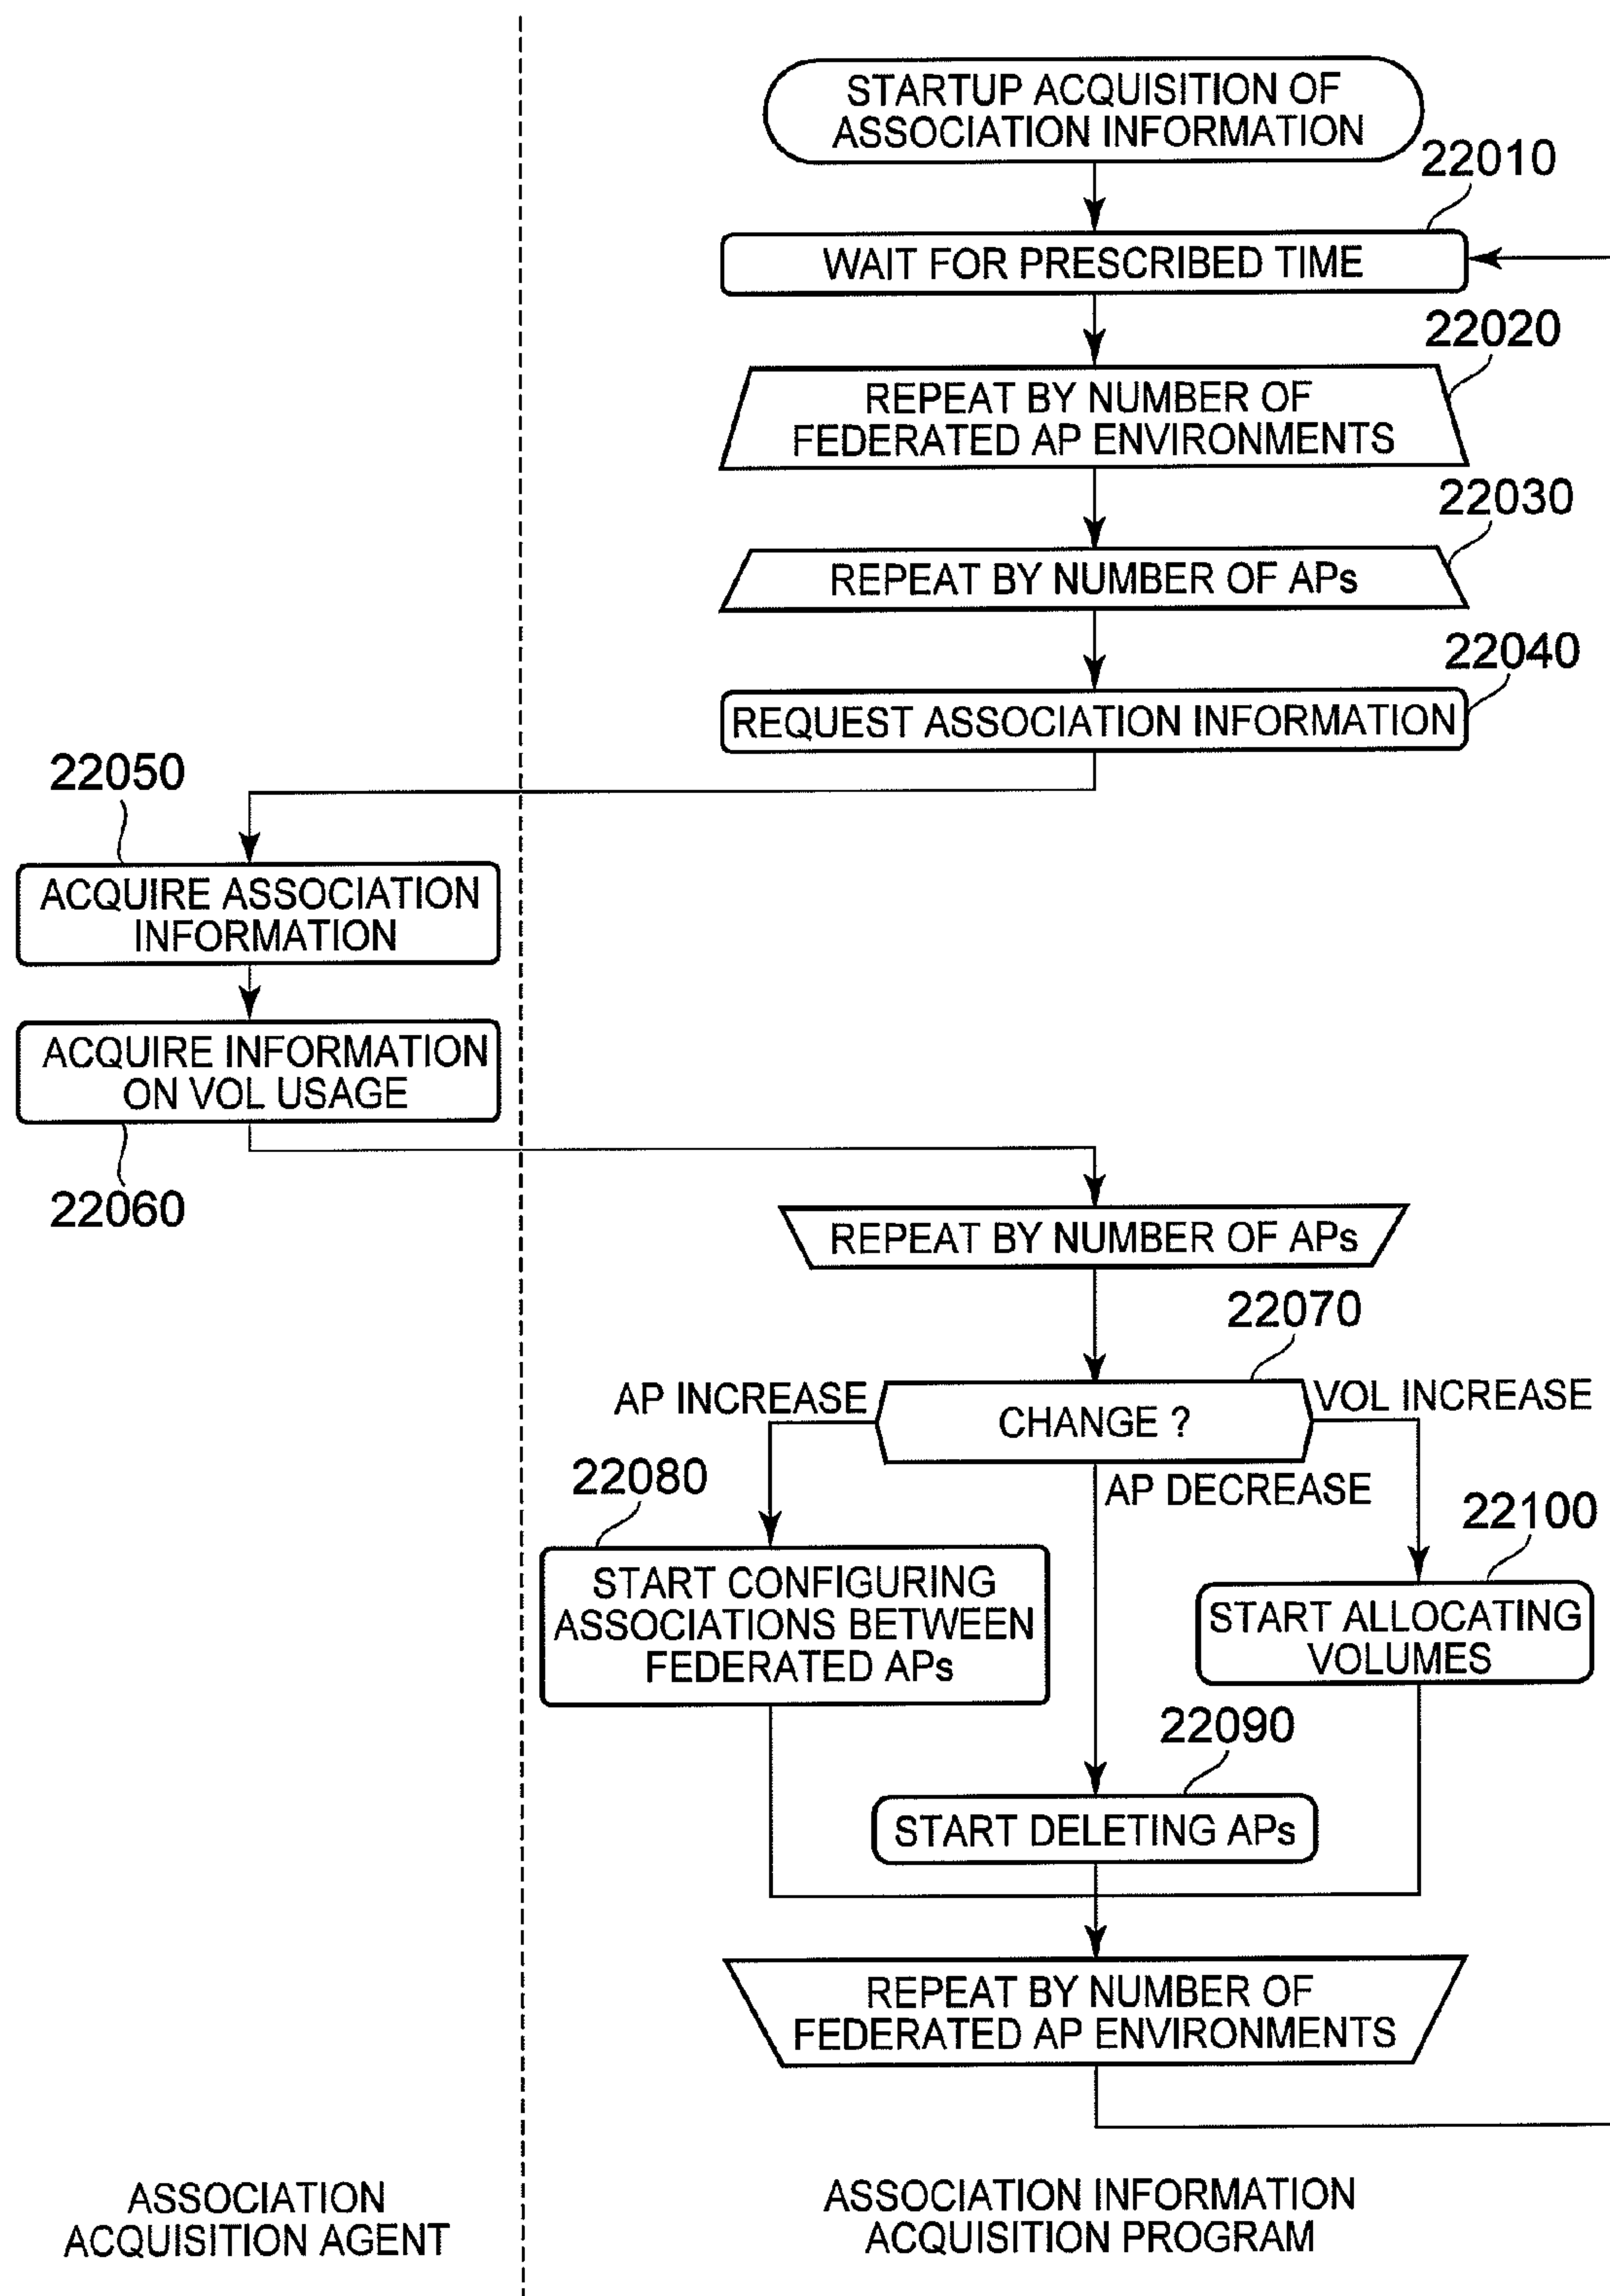 STARTUP ACQUISITION OF
ASSOCIATION INFORMATION
22010
WAIT FOR PRESCRIBED TIME
22020
REPEAT BY NUMBER OF
FEDERATED AP ENVIRONMENTS
22030
REPEAT BY NUMBER OF APs
22040
REQUEST ASSOCIATION INFORMATION
22050
ACQUIRE ASSOCIATION
INFORMATION
ACQUIRE INFORMATION
ON VOL USAGE
22060
REPEAT BY NUMBER OF APs
22070
AP INCREASE
CHANGE ?
VOL INCREASE
AP DECREASE
22080
START CONFIGURING
ASSOCIATIONS BETWEEN
FEDERATED APs
22100
START ALLOCATING
VOLUMES
22090
START DELETING APs
REPEAT BY NUMBER OF
FEDERATED AP ENVIRONMENTS
ASSOCIATION
ACQUISITION AGENT
ASSOCIATION INFORMATION
ACQUISITION PROGRAM